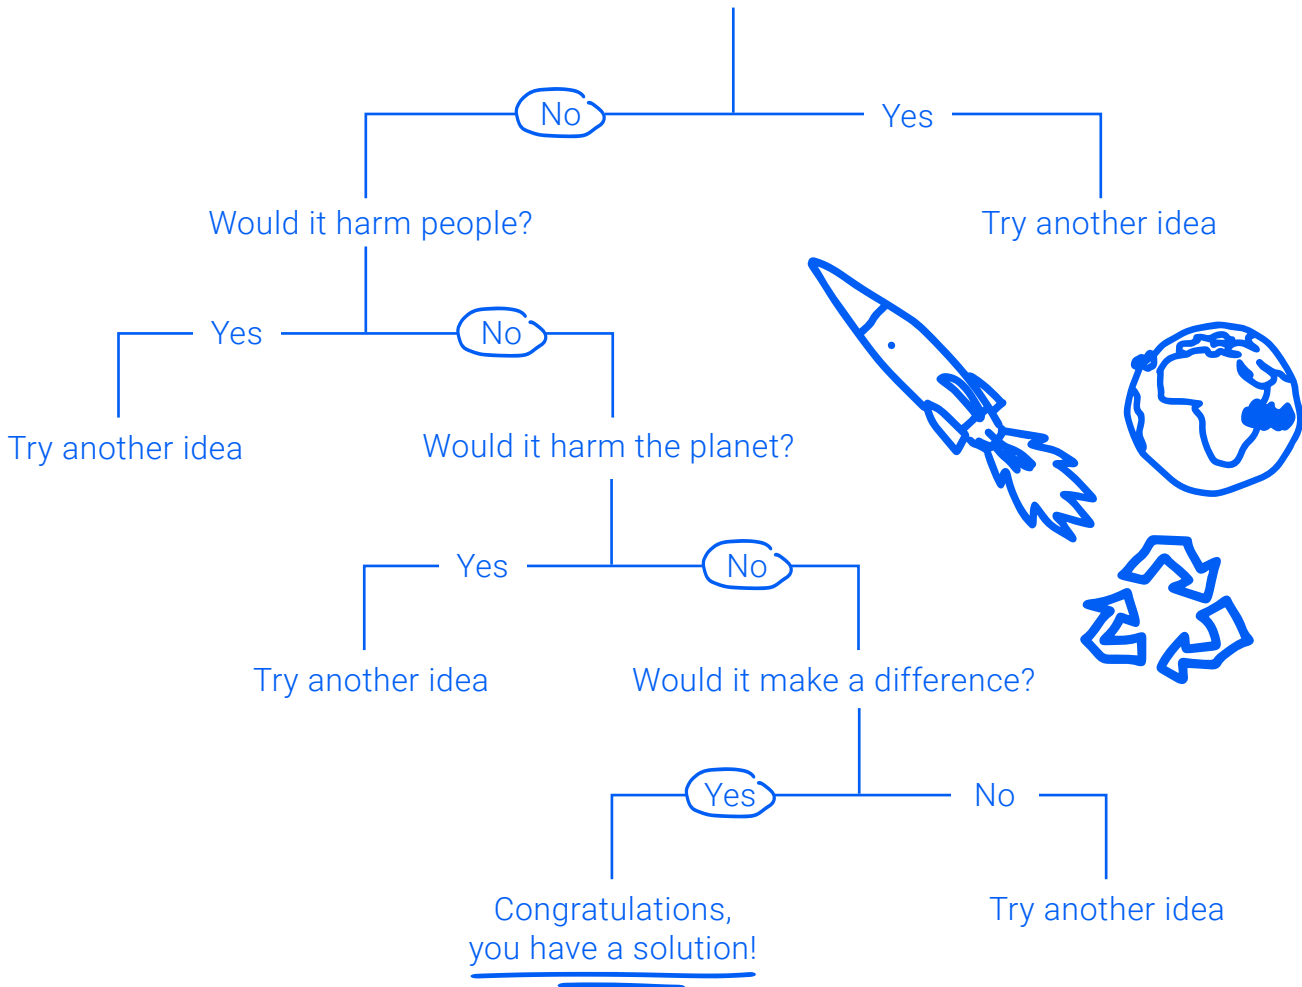 No
Yes
Would it harm people?
Try another idea
Yes
No
Try another idea
Would it harm the planet?
Yes
No
Try another idea
Would it make a difference?
Yes
No
Congratulations,
you have a solution!
Try another idea